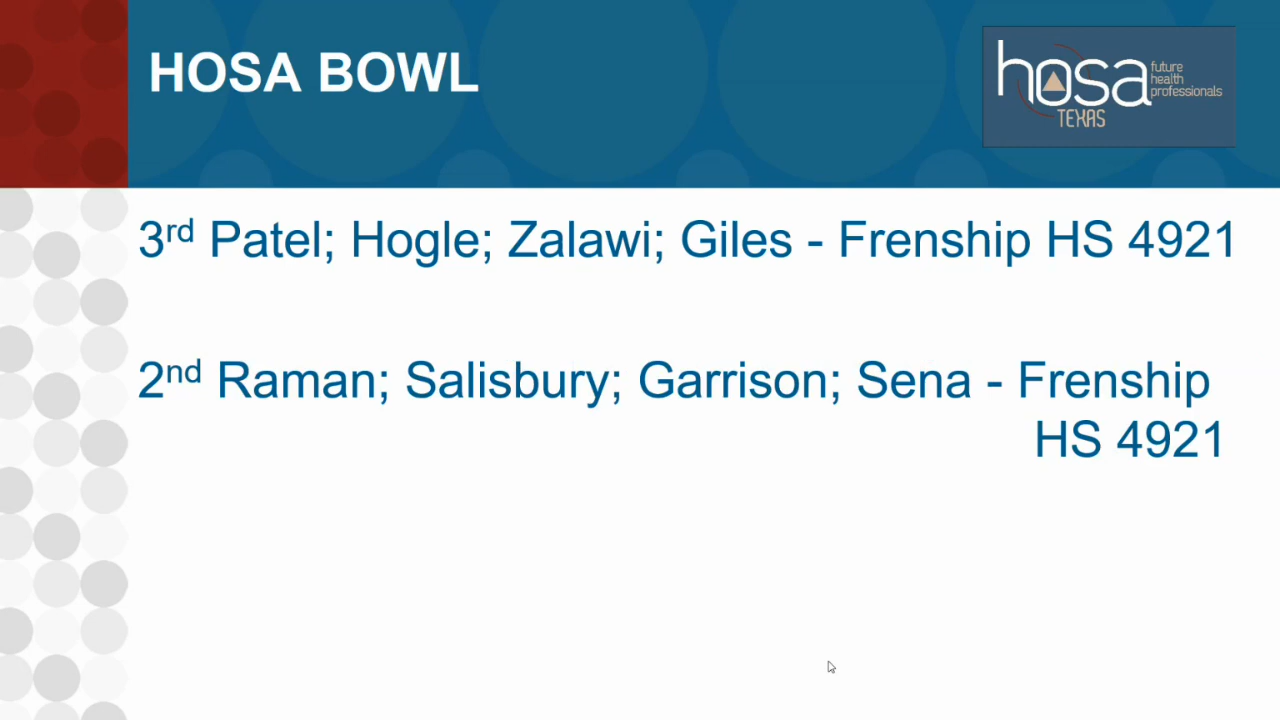 HOSA BOWL
hosa
future
health
professionals
TEXAS
3rd Patel; Hogle; Zalawi; Giles - Frenship HS 4921
2nd Raman; Salisbury; Garrison; Sena - Frenship
HS 4921